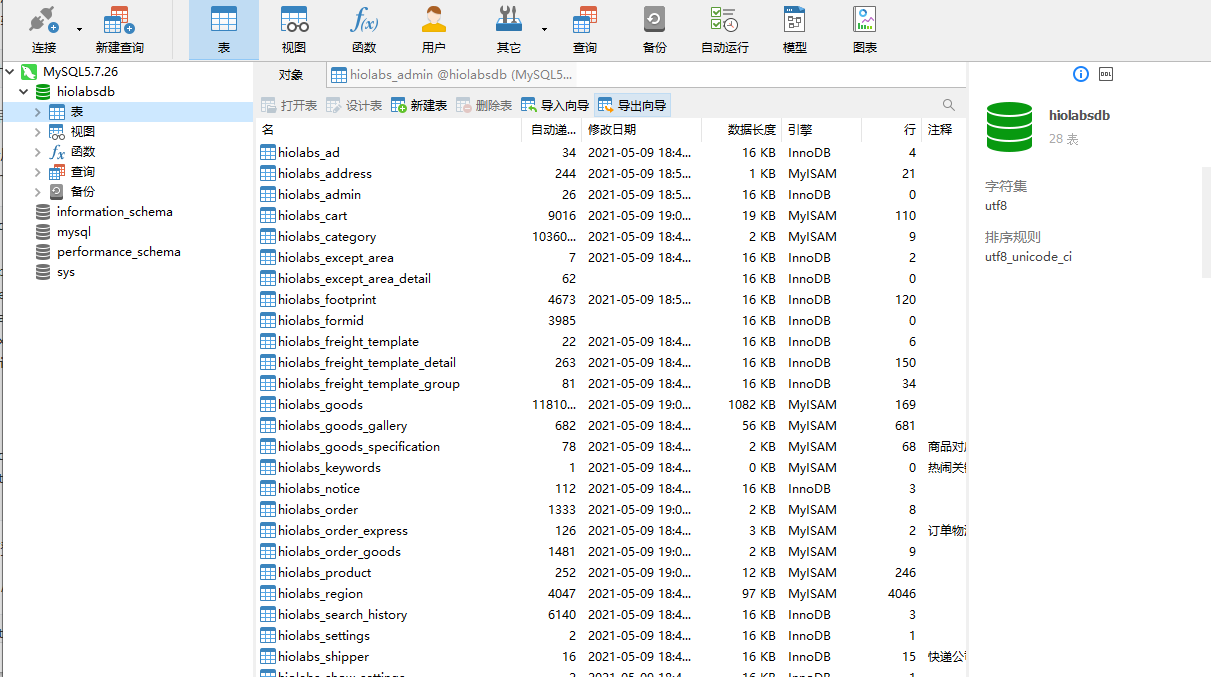 连接 新建查询 表 视图 函数 用户 其它 查询 备份 自动运行 模型 图表
MySQL5.7.26
hiolabsdb
表
视图
函数
查询
备份
information_schema
mysql
performance_schema
sys
对象 hiolabs_admin @hiolabsdb (MySQL5...
打开表 设计表 新建表 删除表 导入向导 导出向导
名 自动递... 修改日期 数据长度 引擎 行 注释
hiolabs_ad 34 2021-05-09 18:4... 16 KB InnoDB 4
hiolabs_address 244 2021-05-09 18:5... 1 KB MyISAM 21
hiolabs_admin 26 2021-05-09 18:5... 16 KB InnoDB 0
hiolabs_cart 9016 2021-05-09 19:0... 19 KB MyISAM 110
hiolabs_category 10360... 2021-05-09 18:4... 2 KB MyISAM 9
hiolabs_except_area 7 2021-05-09 18:4... 16 KB InnoDB 2
hiolabs_except_area_detail 62 16 KB InnoDB 0
hiolabs_footprint 4673 2021-05-09 18:5... 16 KB InnoDB 120
hiolabs_formid 3985 16 KB InnoDB 0
hiolabs_freight_template 22 2021-05-09 18:4... 16 KB InnoDB 6
hiolabs_freight_template_detail 263 2021-05-09 18:4... 16 KB InnoDB 150
hiolabs_freight_template_group 81 2021-05-09 18:4... 16 KB InnoDB 34
hiolabs_goods 11810... 2021-05-09 19:0... 1082 KB MyISAM 169
hiolabs_goods_gallery 682 2021-05-09 18:4... 56 KB MyISAM 681
hiolabs_goods_specification 78 2021-05-09 18:4... 2 KB MyISAM 68 商品对
hiolabs_keywords 1 2021-05-09 18:4... 0 KB MyISAM 0 热闹关
hiolabs_notice 112 2021-05-09 18:4... 16 KB InnoDB 3
hiolabs_order 1333 2021-05-09 19:0... 2 KB MyISAM 8
hiolabs_order_express 126 2021-05-09 18:4... 3 KB MyISAM 2 订单物
hiolabs_order_goods 1481 2021-05-09 19:0... 2 KB MyISAM 9
hiolabs_product 252 2021-05-09 19:0... 12 KB MyISAM 246
hiolabs_region 4047 2021-05-09 18:4... 97 KB MyISAM 4046
hiolabs_search_history 6140 2021-05-09 18:4... 16 KB InnoDB 3
hiolabs_settings 2 2021-05-09 18:4... 16 KB InnoDB 1
hiolabs_shipper 16 2021-05-09 18:4... 16 KB InnoDB 15 快递公
DDL
hiolabsdb
28 表
字符集
utf8
排序规则
utf8_unicode_ci